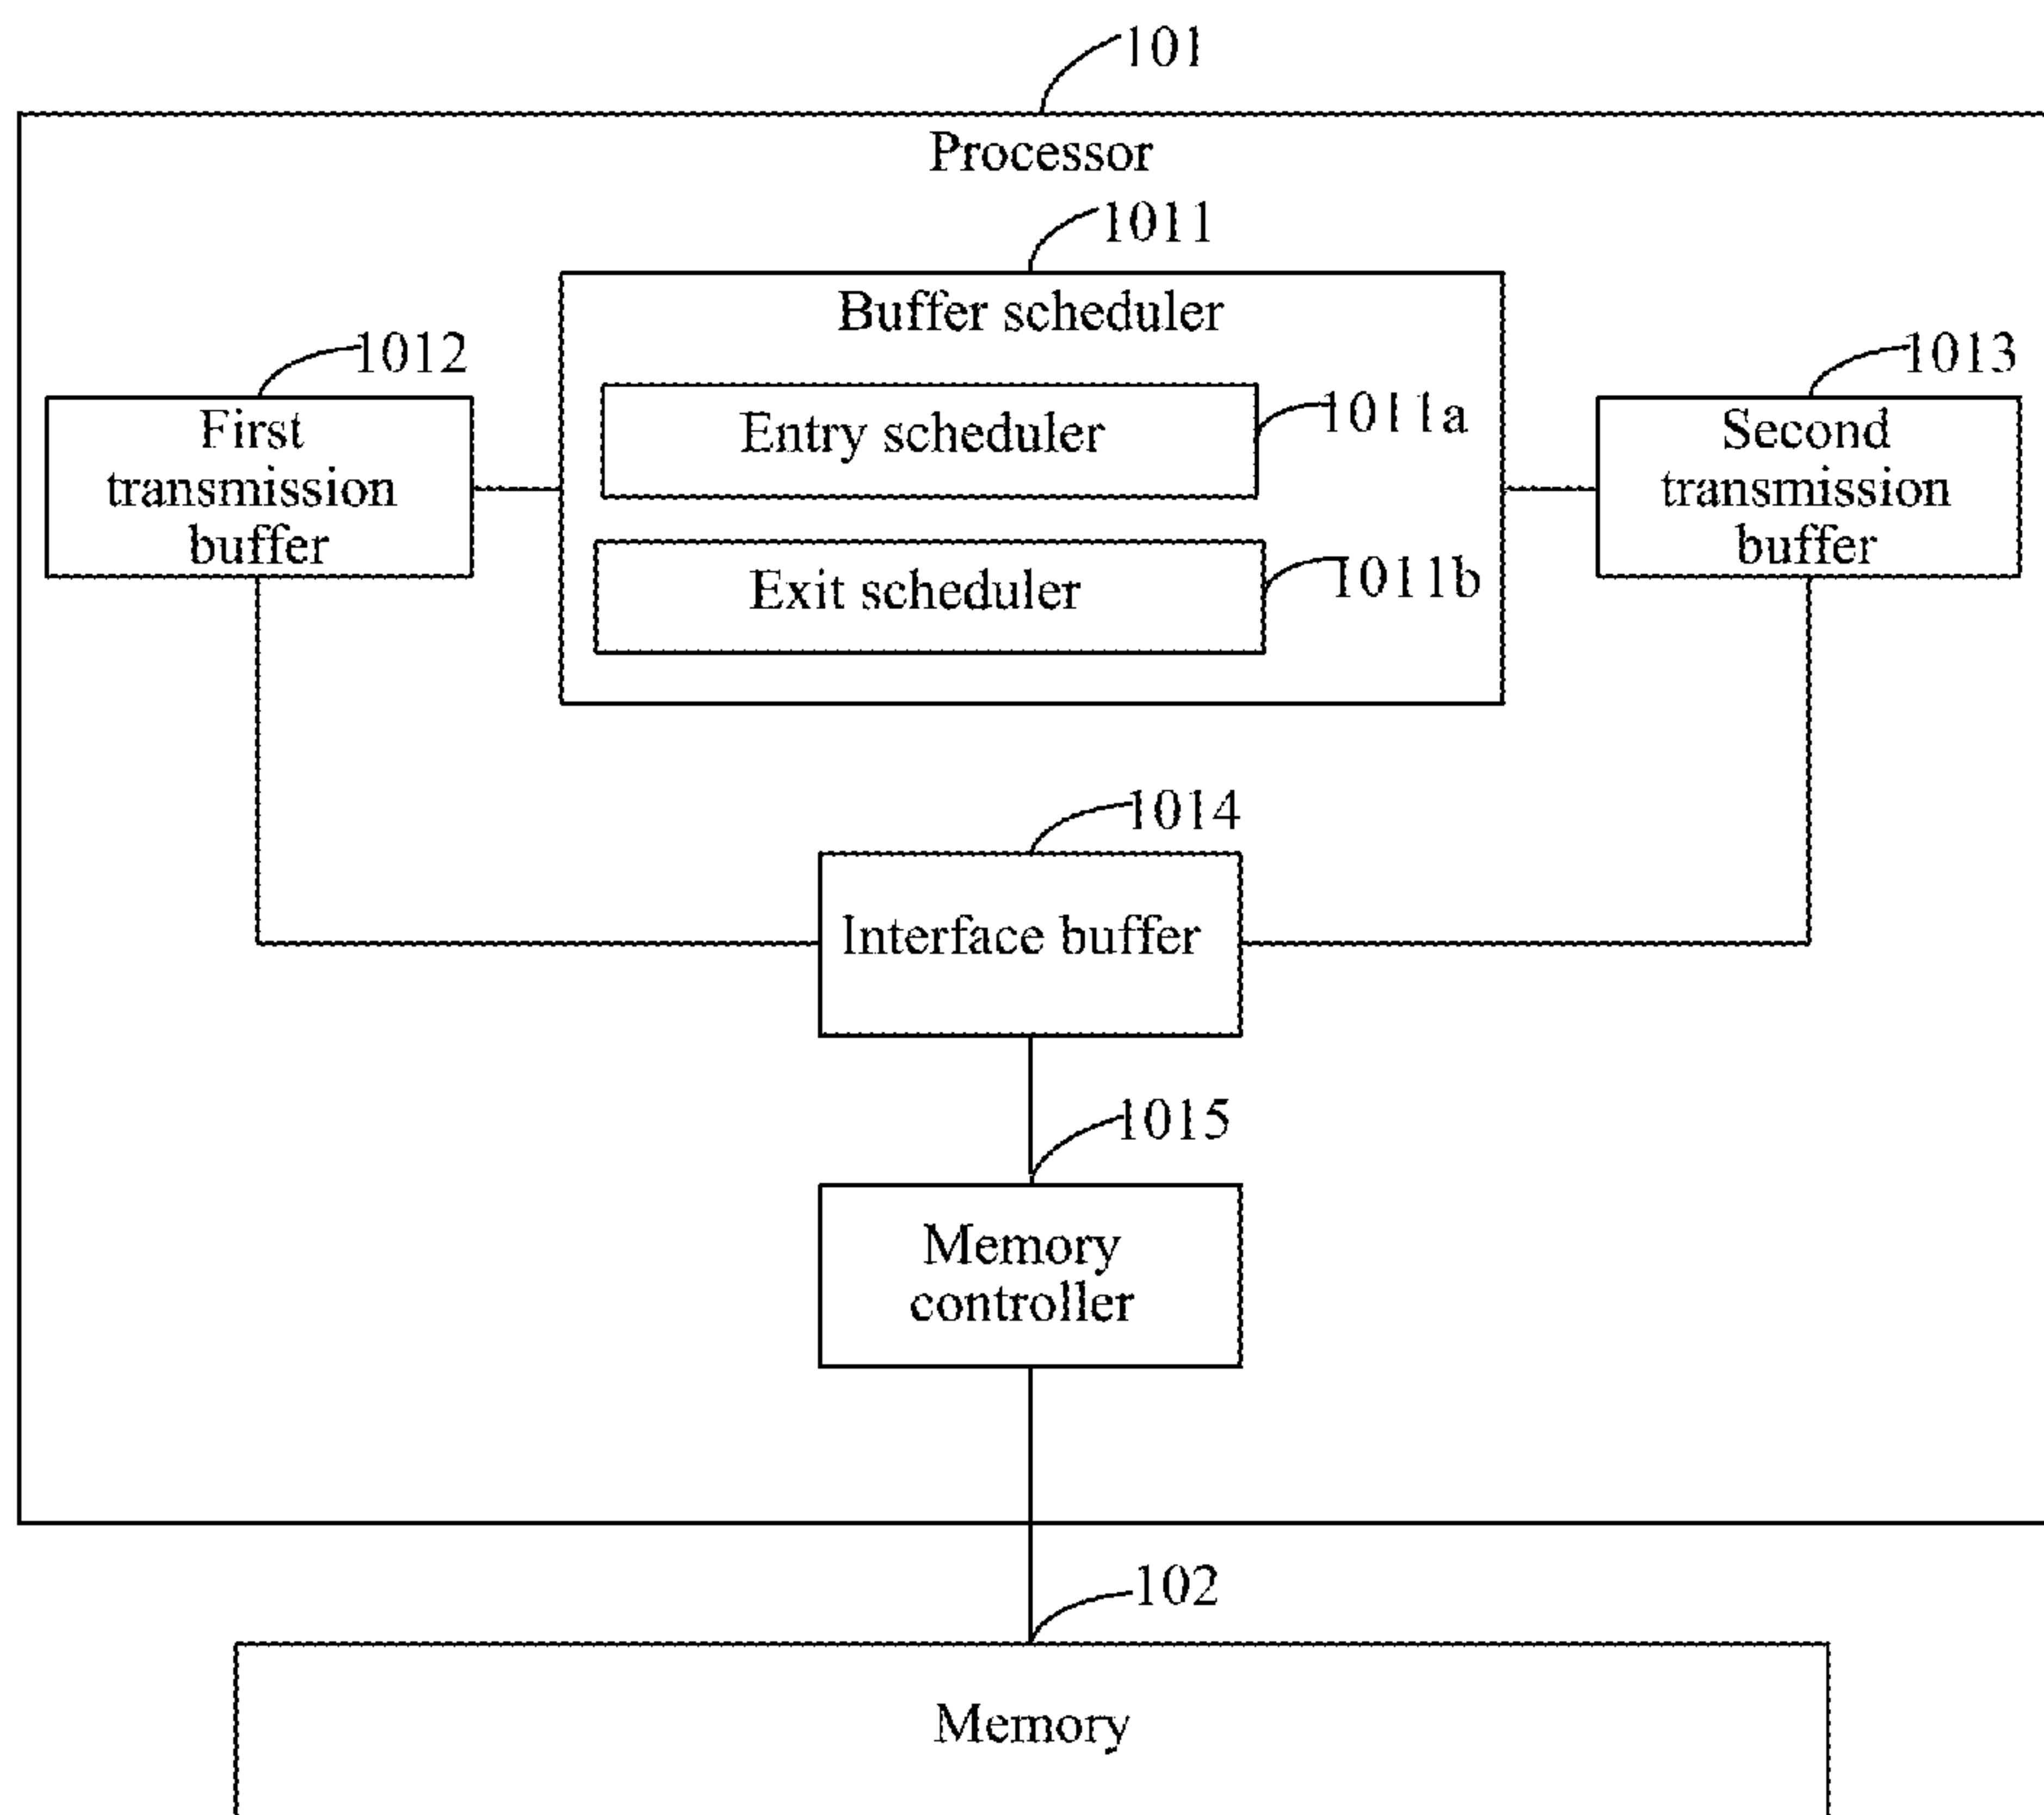 101
Processor
1011
Buffer scheduler
1012
First
transmission
buffer
Entry scheduler
1011a
Exit scheduler
1011b
1013
Second
transmission
buffer
1014
Interface buffer
1015
Memory
controller
102
Memory